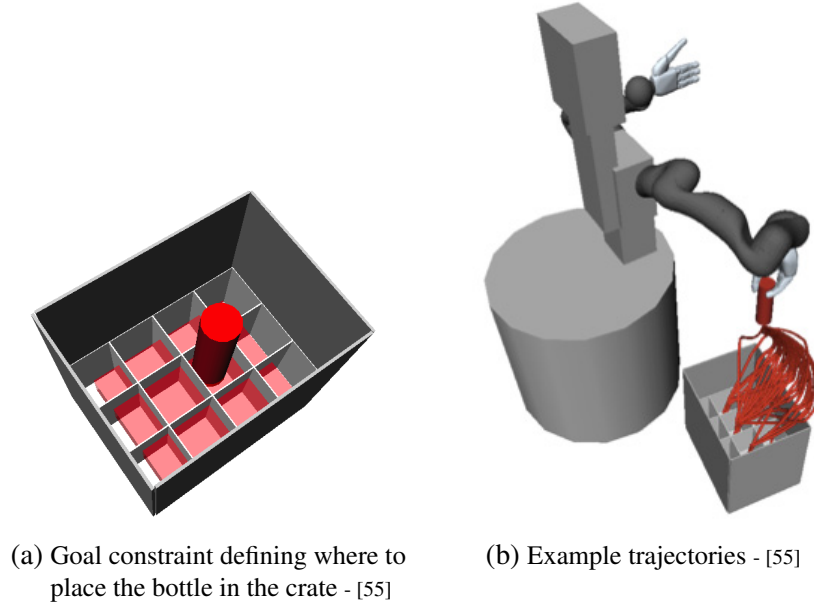 (a) Goal constraint defining where to
place the bottle in the crate - [55]
(b) Example trajectories - [55]